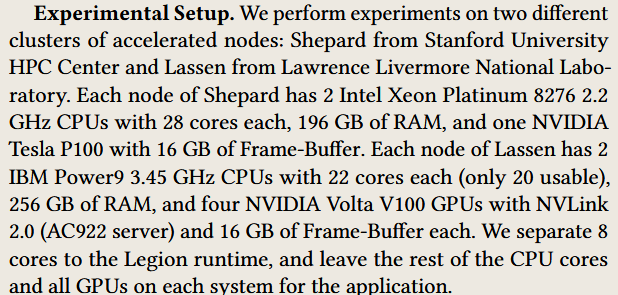 Experimental Setup. We perform experiments on two different
clusters of accelerated nodes: Shepard from Stanford University
HPC Center and Lassen from Lawrence Livermore National Labo-
ratory. Each node of Shepard has 2 Intel Xeon Platinum 8276 2.2
GHz CPUs with 28 cores each, 196 GB of RAM, and one NVIDIA
Tesla P100 with 16 GB of Frame-Buffer. Each node of Lassen has 2
IBM Power9 3.45 GHz CPUs with 22 cores each (only 20 usable),
256 GB of RAM, and four NVIDIA Volta V100 GPUs with NVLink
2.0 (AC922 server) and 16 GB of Frame-Buffer each. We separate 8
cores to the Legion runtime, and leave the rest of the CPU cores
and all GPUs on each system for the application.